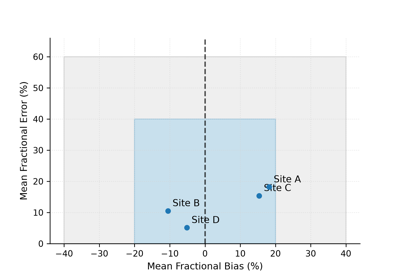 60
50
40
30
20
10
0
Mean Fractional Error (%)
Site A
Site C
Site B
Site D
−40 −30 −20 −10 0 10 20 30 40
Mean Fractional Bias (%)